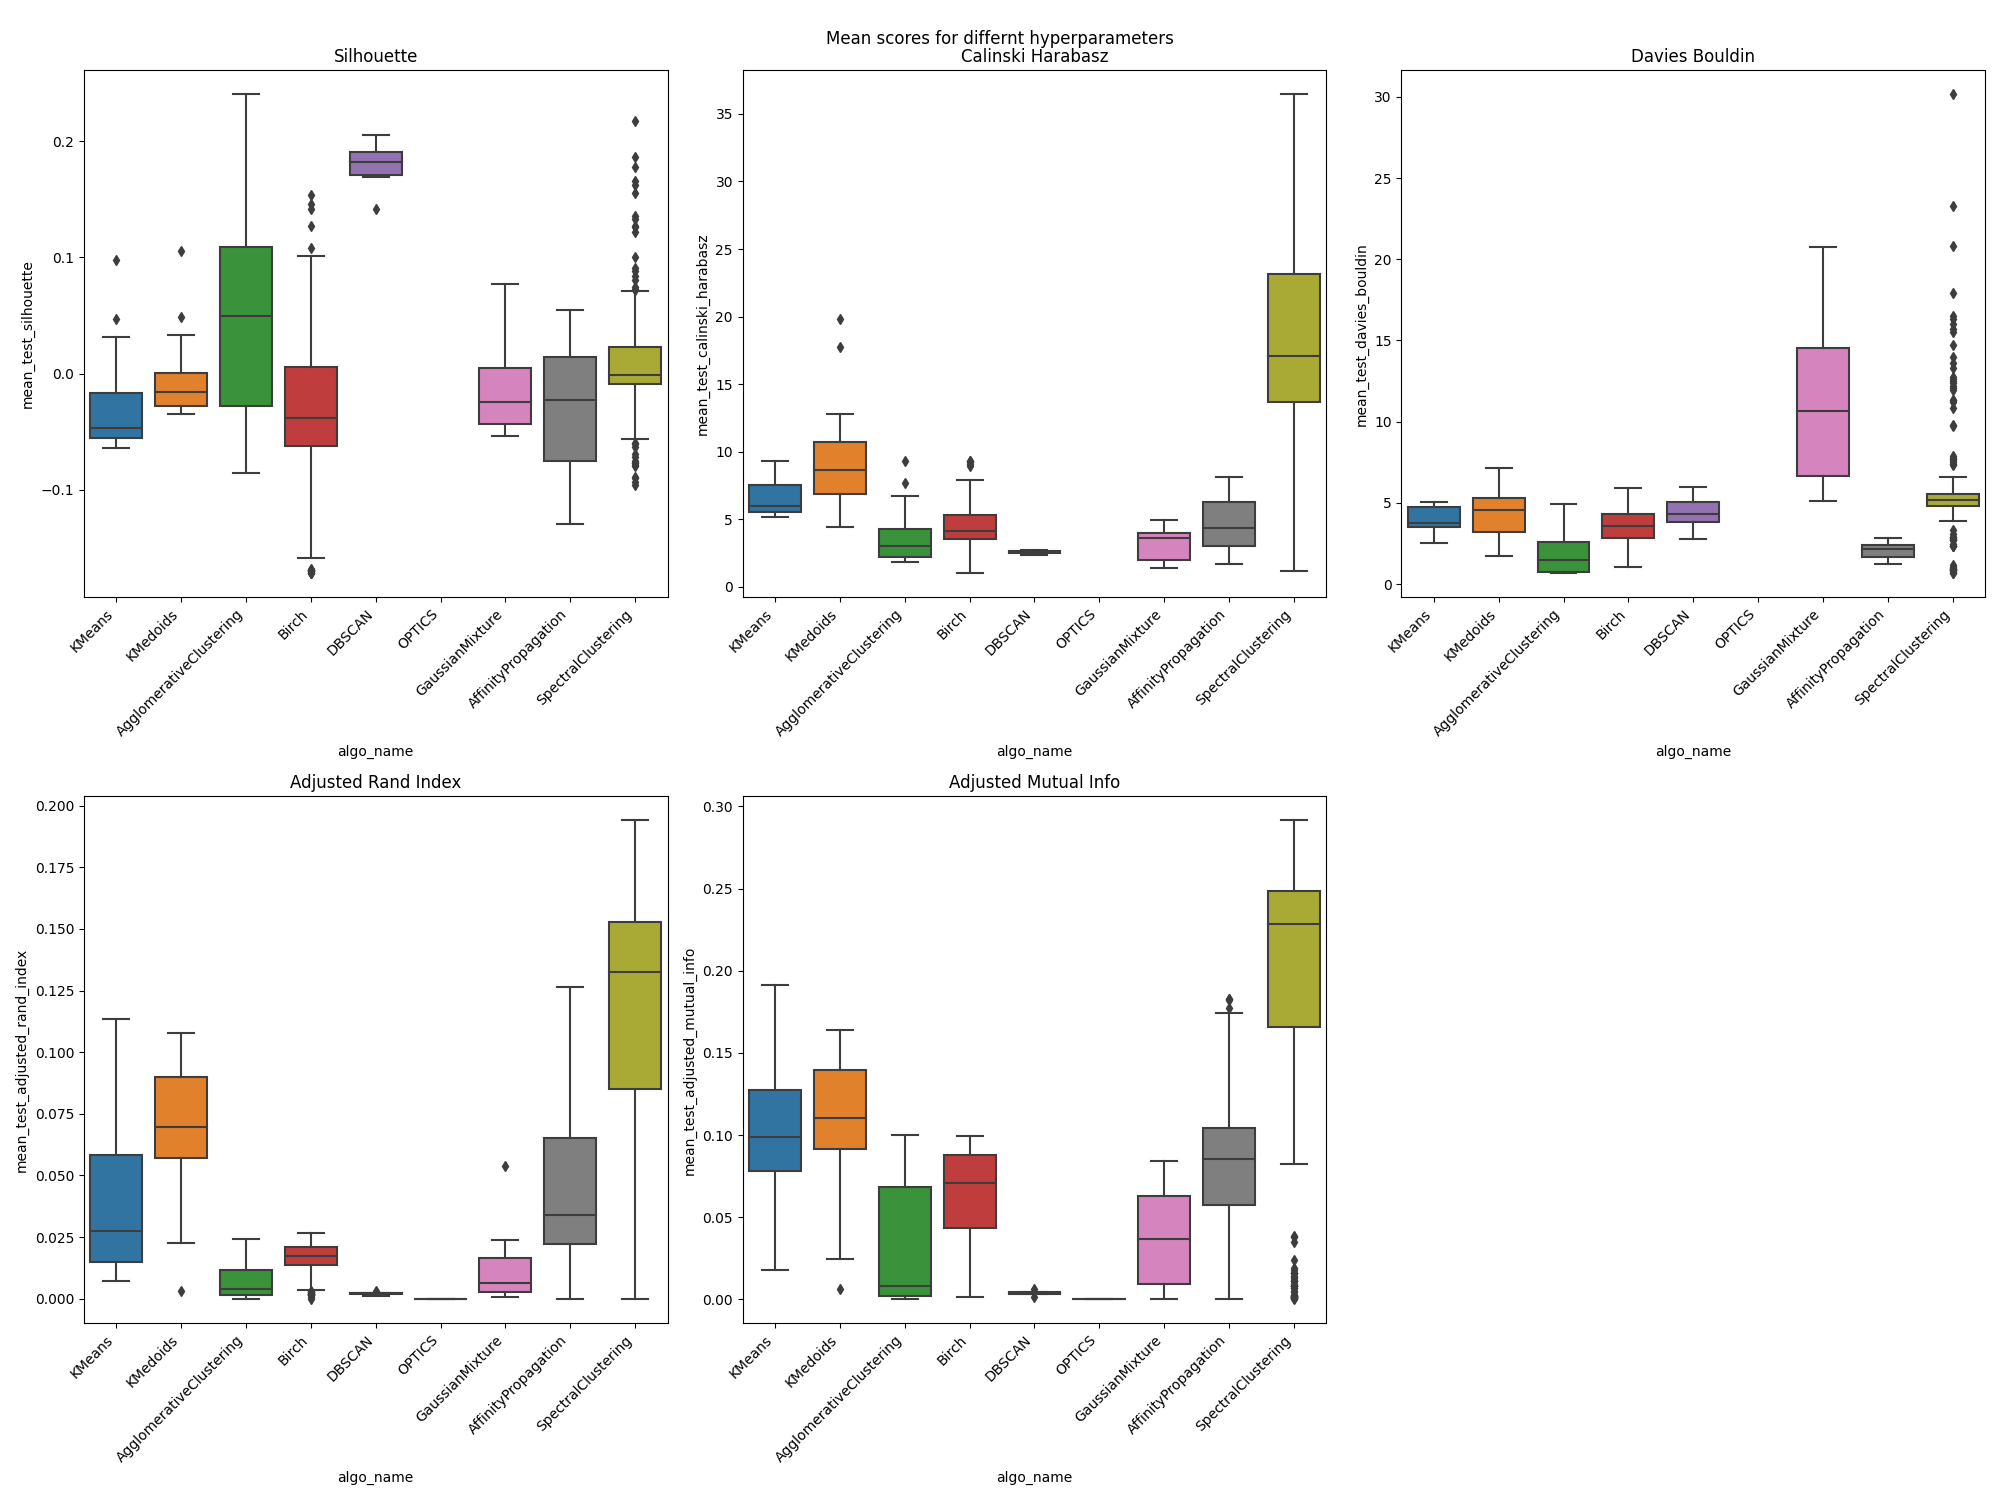 Mean scores for differnt hyperparameters
Silhouette
mean_test_silhouette
0.2
0.1
0.0
−0.1
KMeans
KMedoids
AgglomerativeClustering
Birch
DBSCAN
OPTICS
GaussianMixture
AffinityPropagation
SpectralClustering
algo_name
Calinski Harabasz
mean_test_calinski_harabasz
35
30
25
20
15
10
5
0
KMeans
KMedoids
AgglomerativeClustering
Birch
DBSCAN
OPTICS
GaussianMixture
AffinityPropagation
SpectralClustering
algo_name
Davies Bouldin
mean_test_davies_bouldin
30
25
20
15
10
5
0
KMeans
KMedoids
AgglomerativeClustering
Birch
DBSCAN
OPTICS
GaussianMixture
AffinityPropagation
SpectralClustering
algo_name
Adjusted Rand Index
mean_test_adjusted_rand_index
0.200
0.175
0.150
0.125
0.100
0.075
0.050
0.025
0.000
KMeans
KMedoids
AgglomerativeClustering
Birch
DBSCAN
OPTICS
GaussianMixture
AffinityPropagation
SpectralClustering
algo_name
Adjusted Mutual Info
mean_test_adjusted_mutual_info
0.30
0.25
0.20
0.15
0.10
0.05
0.00
KMeans
KMedoids
AgglomerativeClustering
Birch
DBSCAN
OPTICS
GaussianMixture
AffinityPropagation
SpectralClustering
algo_name